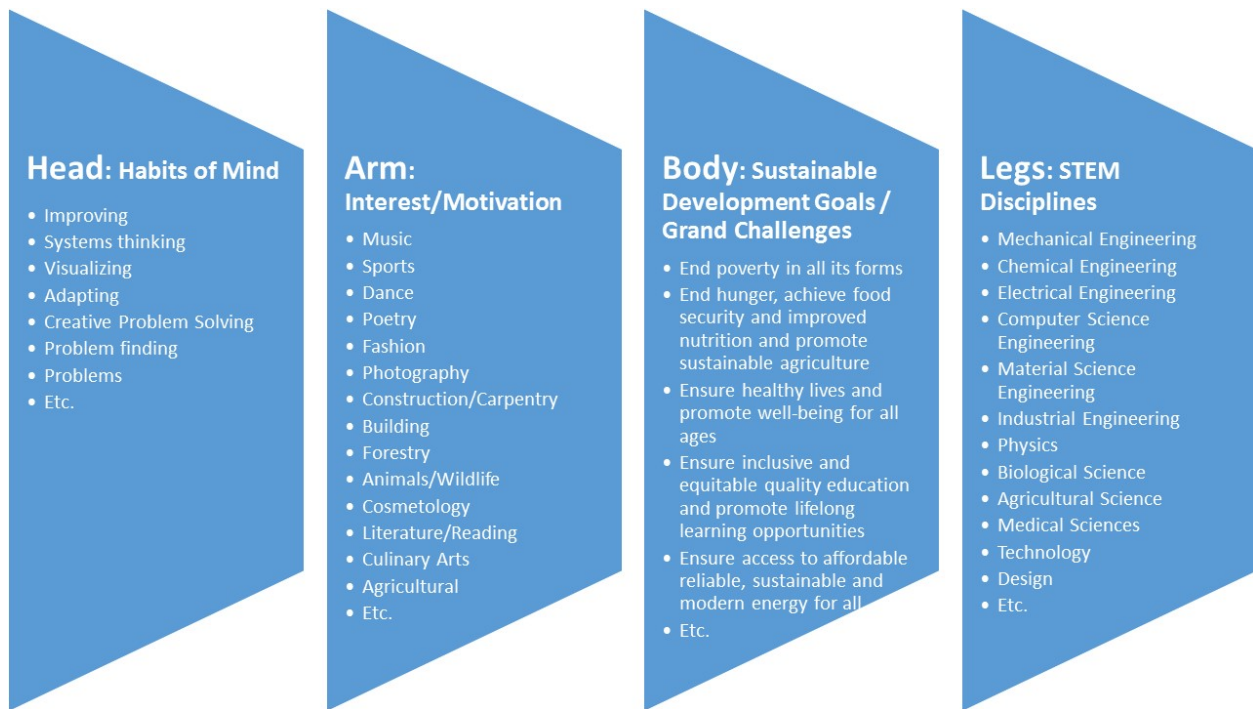 Head: Habits of Mind
• Improving
• Systems thinking
• Visualizing
• Adapting
• Creative Problem Solving
• Problem finding
• Problems
• Etc.
Arm:
Interest/Motivation
• Music
• Sports
• Dance
• Poetry
• Fashion
• Photography
• Construction/Carpentry
• Building
• Forestry
• Animals/Wildlife
• Cosmetology
• Literature/Reading
• Culinary Arts
• Agricultural
• Etc.
Body: Sustainable
Development Goals /
Grand Challenges
• End poverty in all its forms
• End hunger, achieve food
security and improved
nutrition and promote
sustainable agriculture
• Ensure healthy lives and
promote well-being for all
ages
• Ensure inclusive and
equitable quality education
and promote lifelong
learning opportunities
• Ensure access to affordable
reliable, sustainable and
modern energy for all
• Etc.
Legs: STEM
Disciplines
• Mechanical Engineering
• Chemical Engineering
• Electrical Engineering
• Computer Science
Engineering
• Material Science
Engineering
• Industrial Engineering
• Physics
• Biological Science
• Agricultural Science
• Medical Sciences
• Technology
• Design
• Etc.